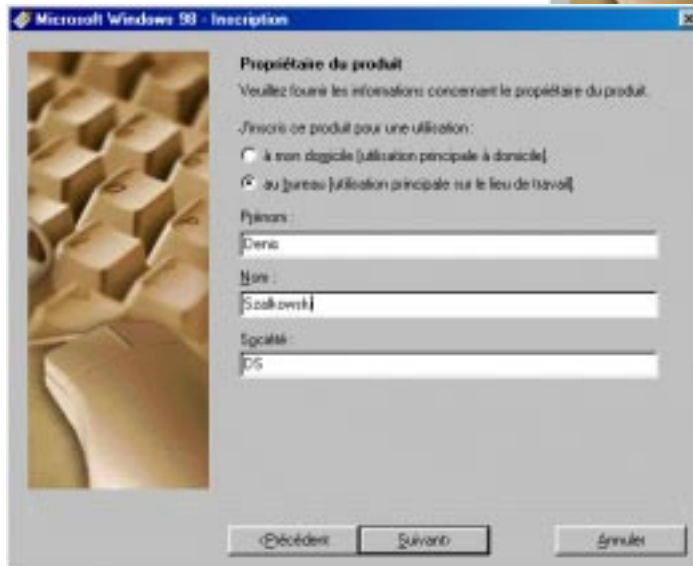 Microsoft Windows 98 - Inscription
Propriétaire du produit
Veuillez fournir les informations concernant le propriétaire du produit.
J'inscris ce produit pour une utilisation :
à mon domicile [utilisation principale à domicile].
au bureau [utilisation principale sur le lieu de travail].
Prénom :
Denis
Nom :
Szalkowski
Société :
DS
<Précédent Suivant> Annuler